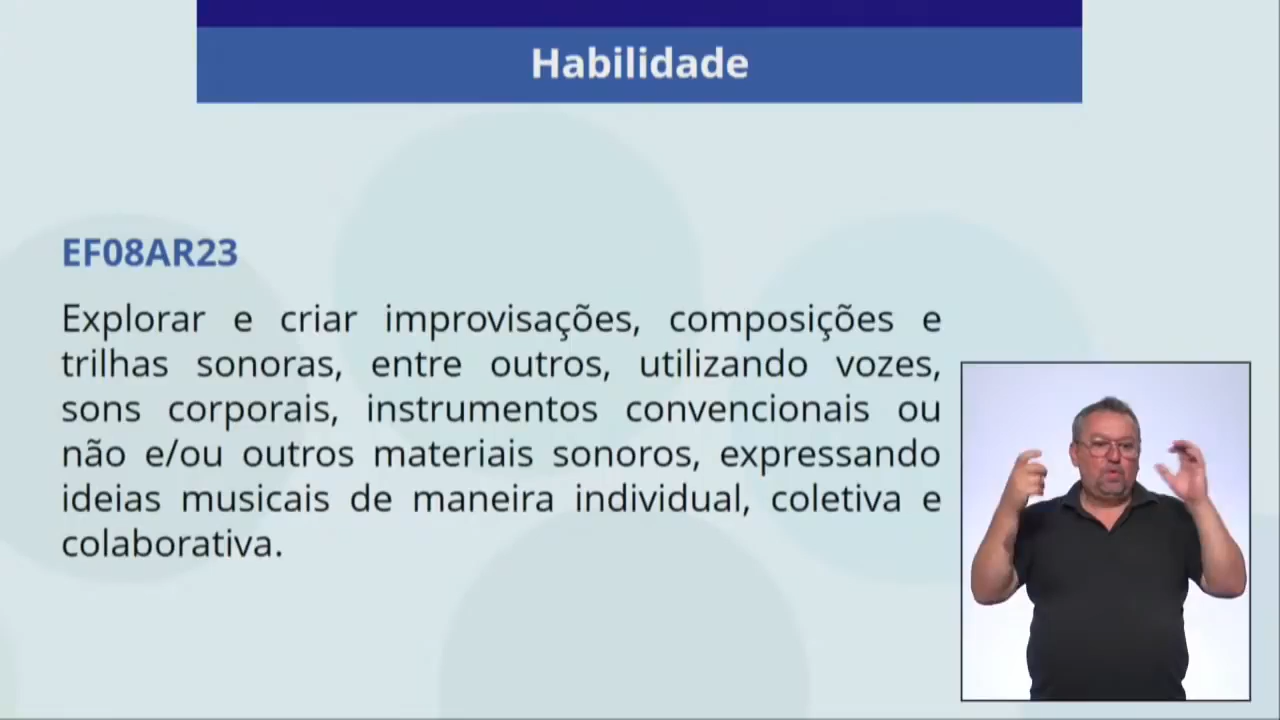 Habilidade
EF08AR23
Explorar e criar improvisações, composições e
trilhas sonoras, entre outros, utilizando vozes,
sons corporais, instrumentos convencionais ou
não e/ou outros materiais sonoros, expressando
ideias musicais de maneira individual, coletiva e
colaborativa.